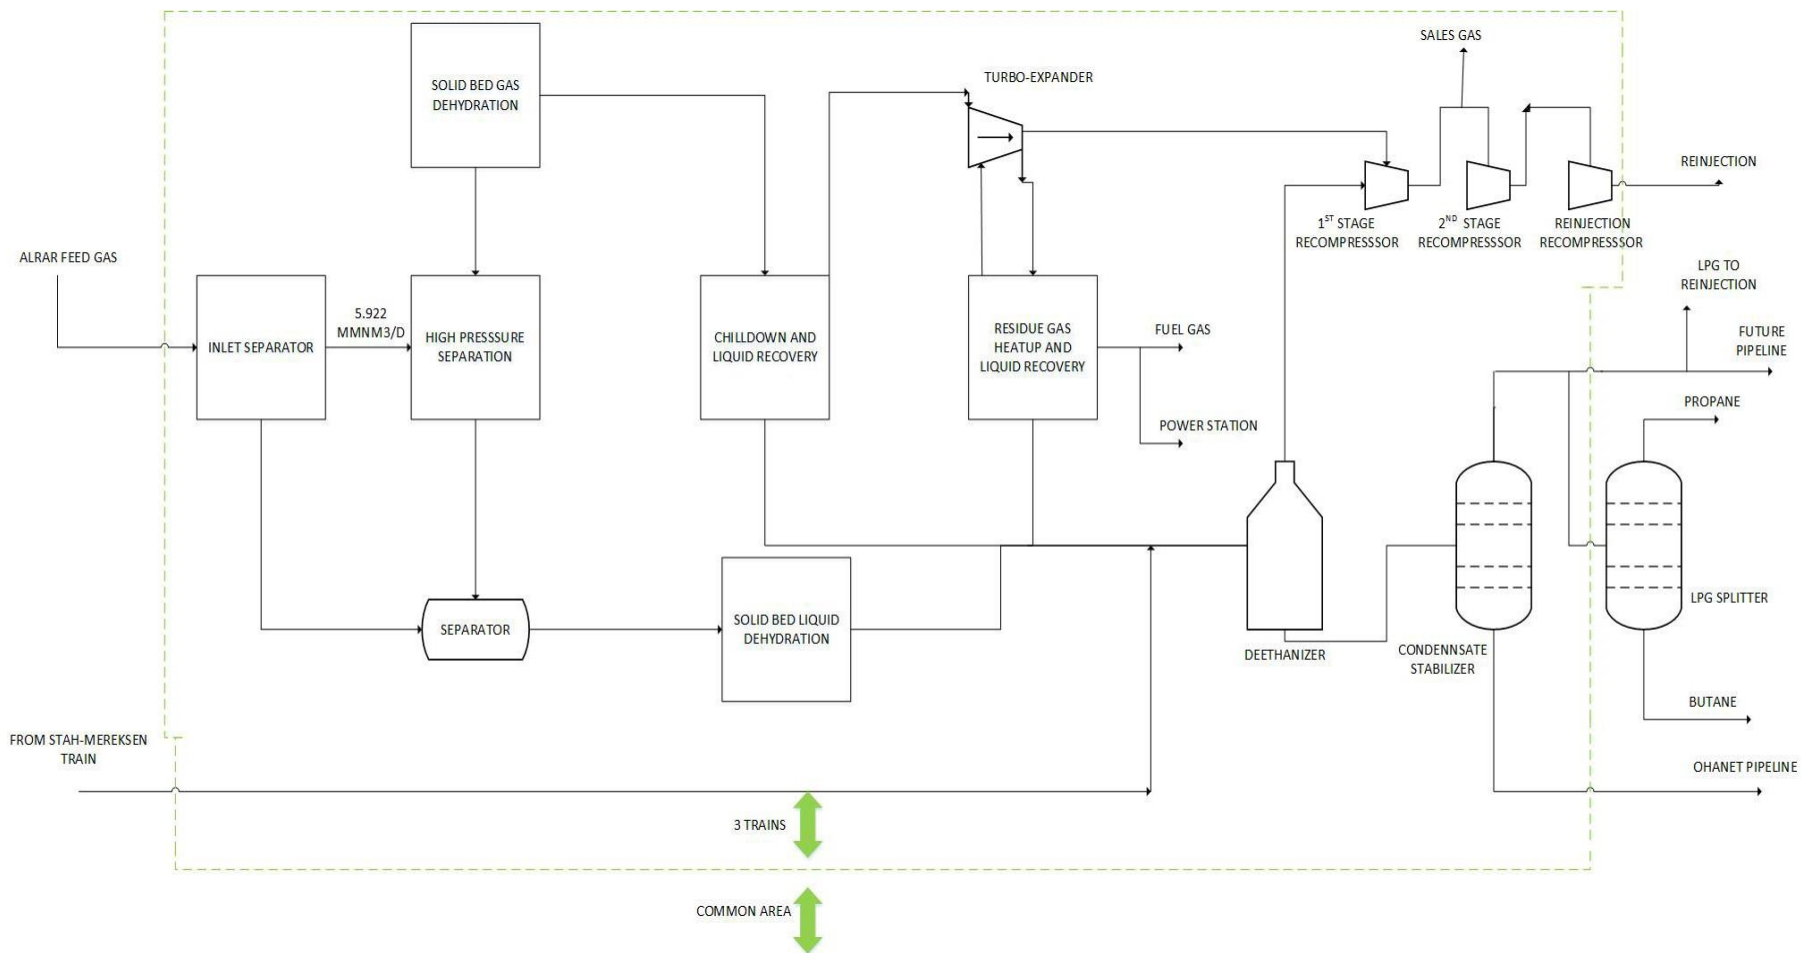 SALES GAS
SOLID BED GAS
DEHYDRATION
TURBO-EXPANDER
REINJECTION
1ST STAGE
RECOMPRESSSOR
2ND STAGE
RECOMPRESSSOR
REINJECTION
RECOMPRESSSOR
ALRAR FEED GAS
LPG TO
REINJECTION
5.922
MMNM3/D
INLET SEPARATOR
HIGH PRESSSURE
SEPARATION
CHILLDOWN AND
LIQUID RECOVERY
RESIDUE GAS
HEATUP AND
LIQUID RECOVERY
FUEL GAS
FUTURE
PIPELINE
POWER STATION
PROPANE
SEPARATOR
SOLID BED LIQUID
DEHYDRATION
DEETHANIZER
CONDENNSATE
STABILIZER
LPG SPLITTER
BUTANE
FROM STAH-MEREKSEN
TRAIN
OHANET PIPELINE
3 TRAINS
COMMON AREA